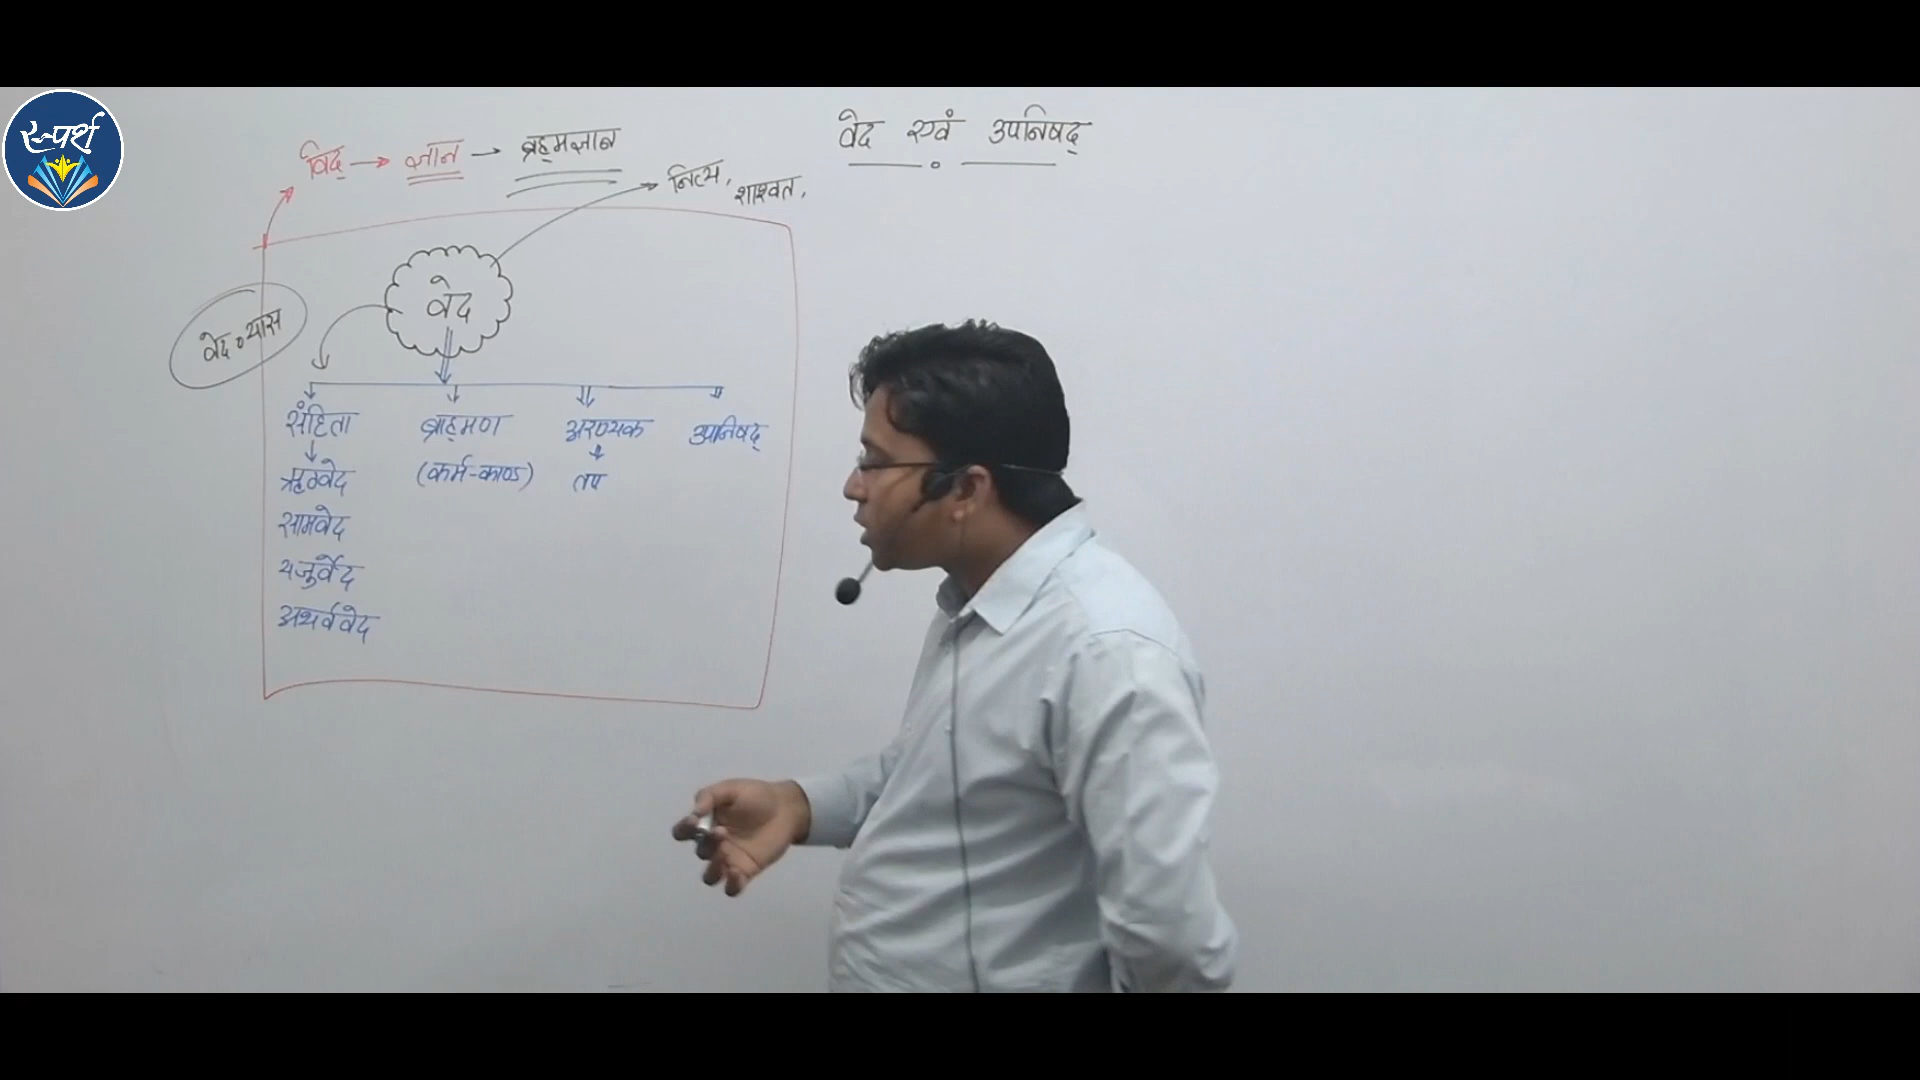 स्पर्श
वेद एवं उपनिषद्
विद् → ज्ञान → ब्रह्मज्ञान
नित्य, शाश्वत,
वेद
वेदव्यास
संहिता ब्राह्मण अरण्यक उपनिषद्
ऋग्वेद (कर्म-काण्ड) तप
सामवेद
यजुर्वेद
अथर्ववेद